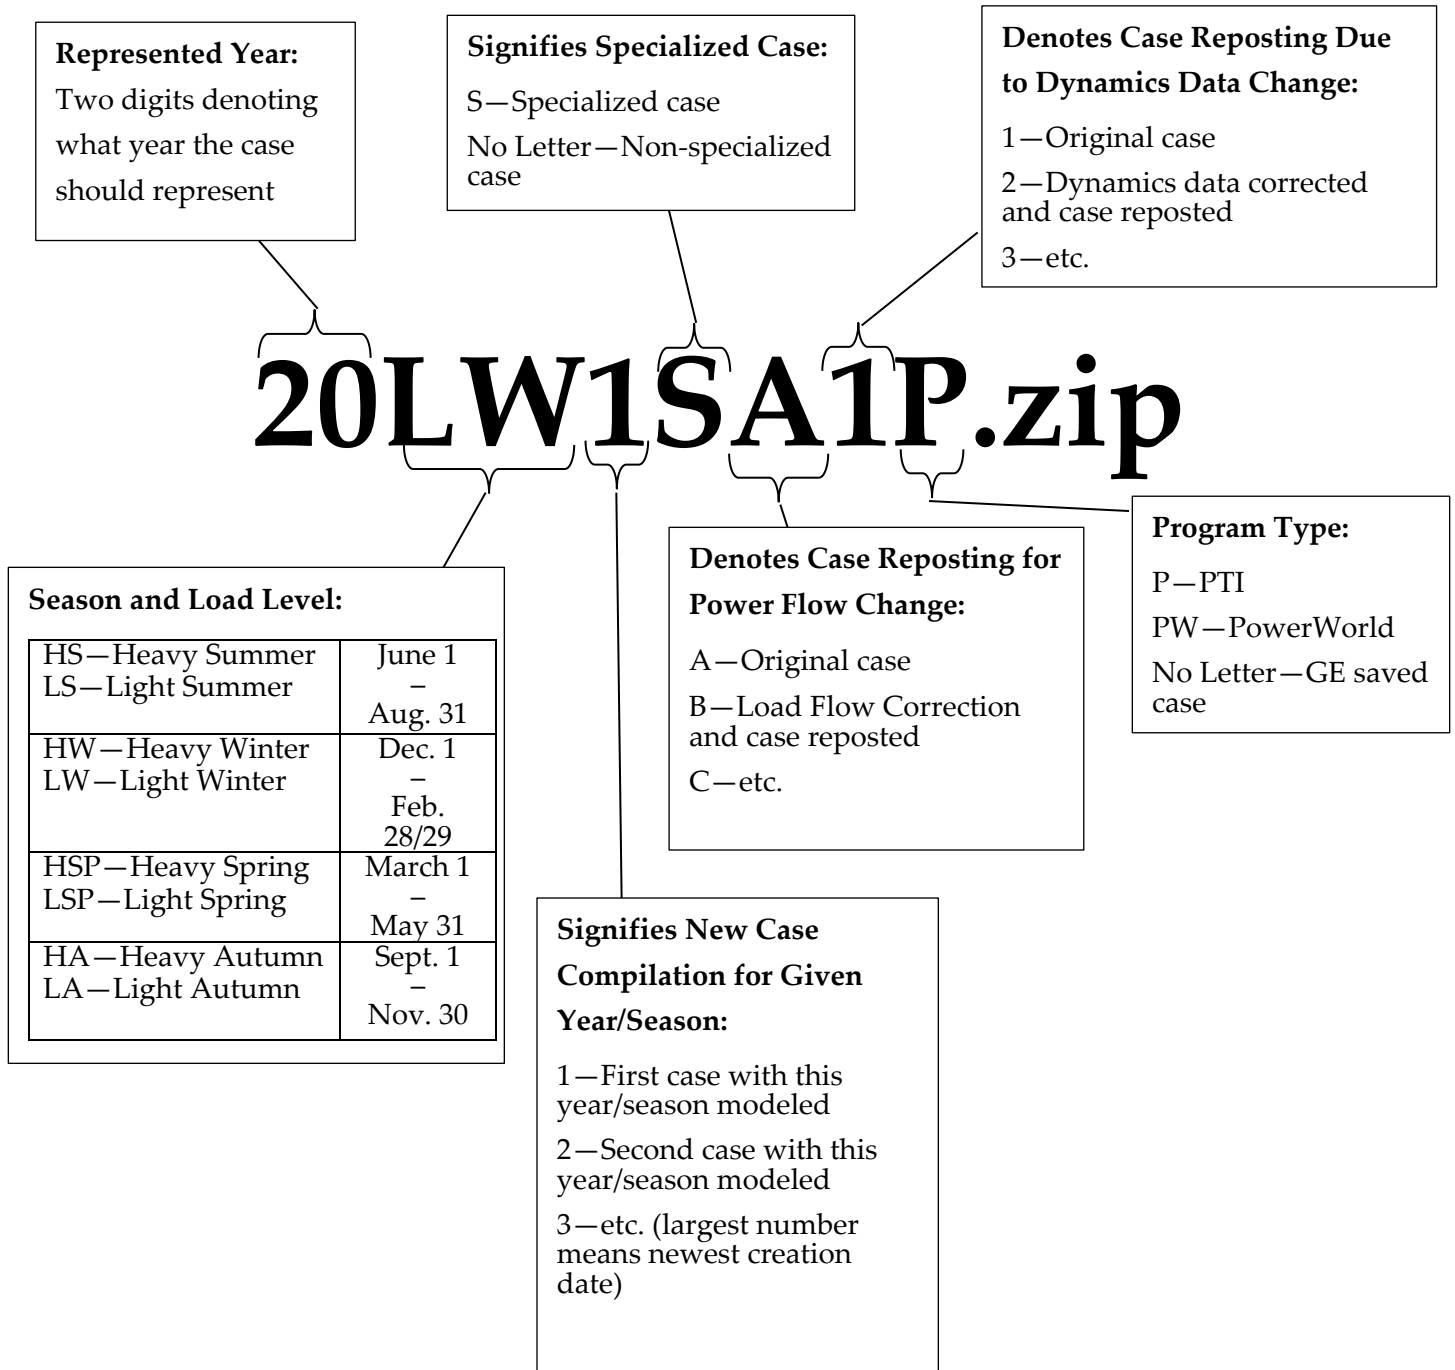 Represented Year:
Two digits denoting
what year the case
should represent
Signifies Specialized Case:
S—Specialized case
No Letter—Non-specialized
case
Denotes Case Reposting Due
to Dynamics Data Change:
1—Original case
2—Dynamics data corrected
and case reposted
3—etc.
20LW1SA1P.zip
Season and Load Level:
HS—Heavy Summer
LS—Light Summer
June 1
–
Aug. 31
HW—Heavy Winter
LW—Light Winter
Dec. 1
–
Feb.
28/29
HSP—Heavy Spring
LSP—Light Spring
March 1
–
May 31
HA—Heavy Autumn
LA—Light Autumn
Sept. 1
–
Nov. 30
Signifies New Case
Compilation for Given
Year/Season:
1—First case with this
year/season modeled
2—Second case with this
year/season modeled
3—etc. (largest number
means newest creation
date)
Denotes Case Reposting for
Power Flow Change:
A—Original case
B—Load Flow Correction
and case reposted
C—etc.
Program Type:
P—PTI
PW—PowerWorld
No Letter—GE saved
case